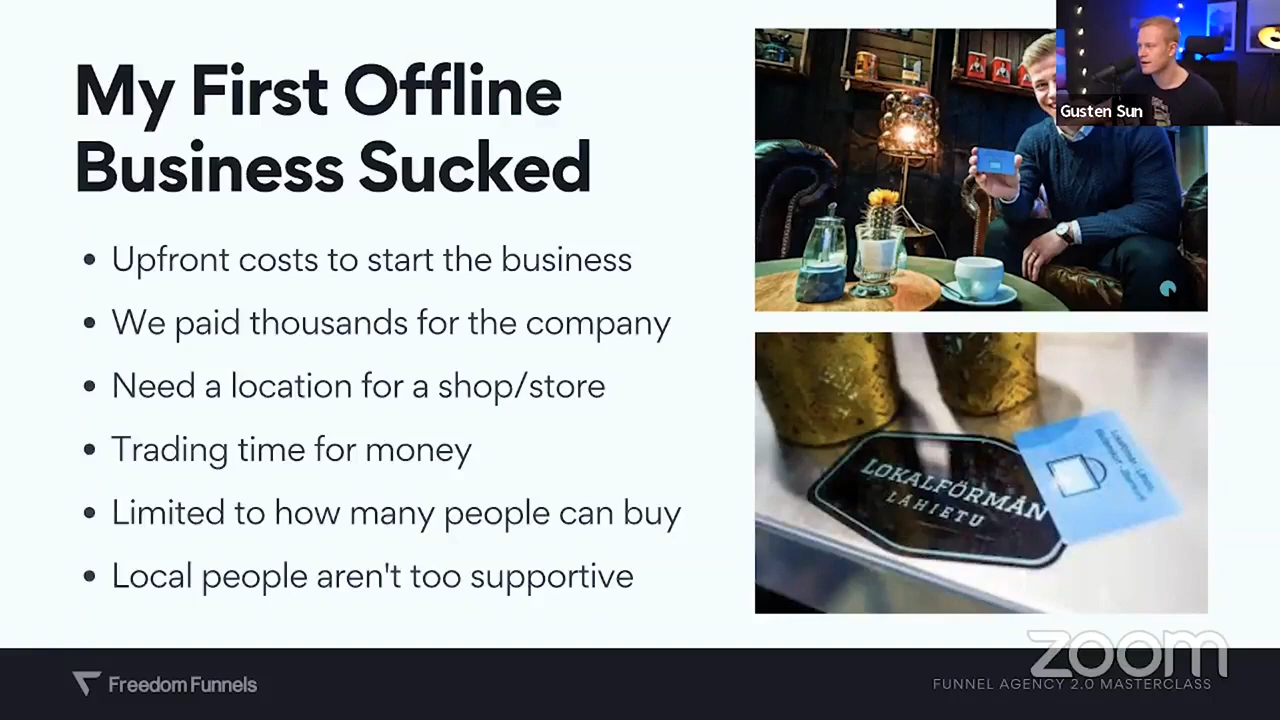 My First Offline
Business Sucked
• Upfront costs to start the business
• We paid thousands for the company
• Need a location for a shop/store
• Trading time for money
• Limited to how many people can buy
• Local people aren't too supportive
Gusten Sun
LOKALFÖRMÅN
LÄHIETU
Freedom Funnels
zoom
FUNNEL AGENCY 2.0 MASTERCLASS